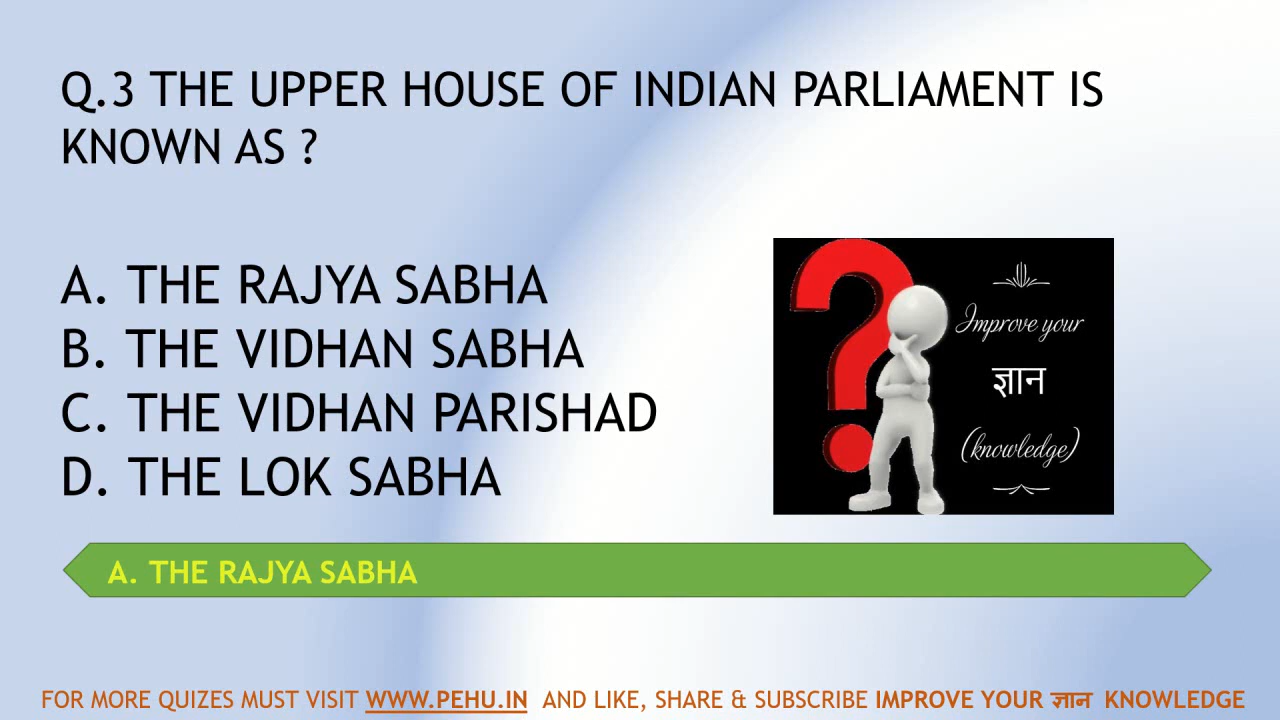 Q.3 THE UPPER HOUSE OF INDIAN PARLIAMENT IS
KNOWN AS ?
A. THE RAJYA SABHA
B. THE VIDHAN SABHA
C. THE VIDHAN PARISHAD
D. THE LOK SABHA
Improve your
ज्ञान
(knowledge)
A. THE RAJYA SABHA
FOR MORE QUIZES MUST VISIT WWW.PEHU.IN AND LIKE, SHARE & SUBSCRIBE IMPROVE YOUR ज्ञान KNOWLEDGE